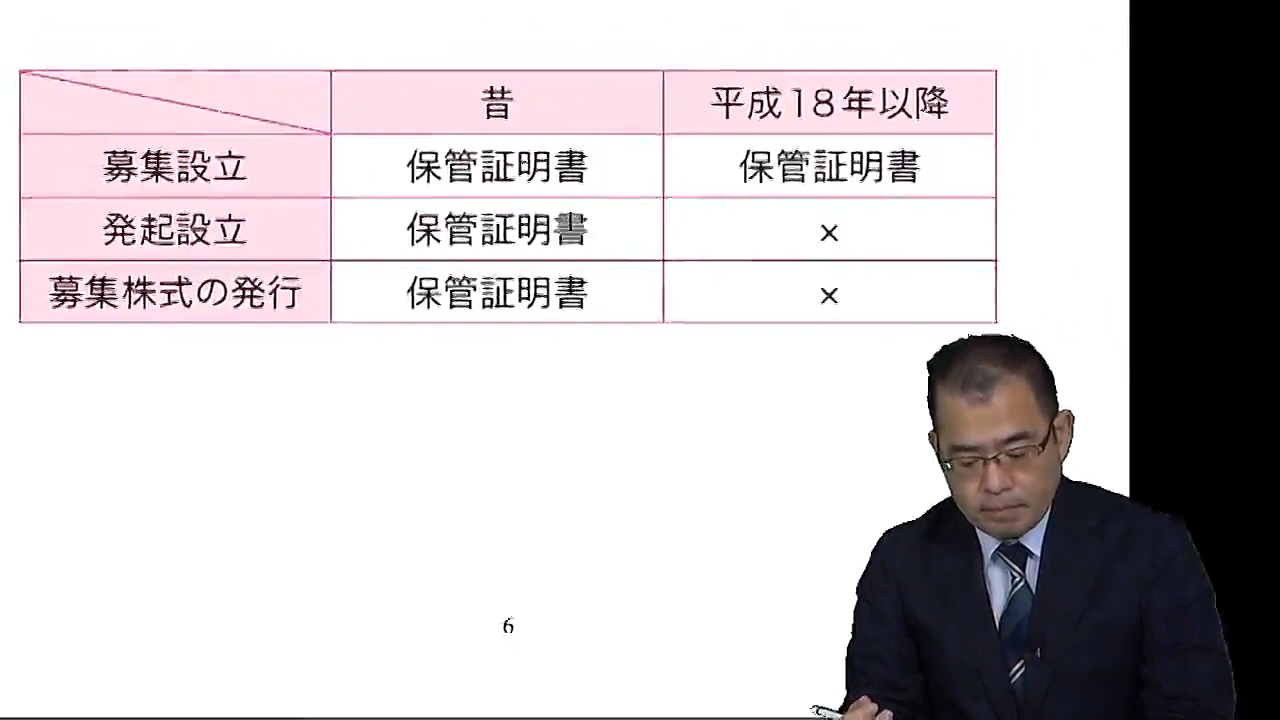 昔 平成18年以降
募集設立 保管証明書 保管証明書
発起設立 保管証明書 ×
募集株式の発行 保管証明書 ×
6